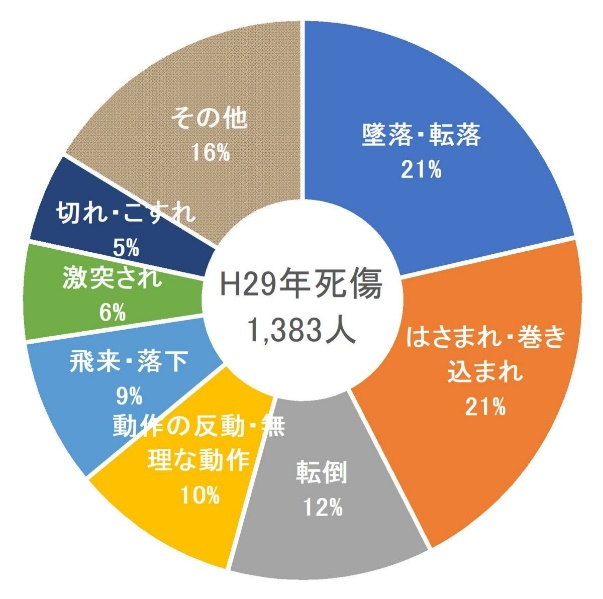 墜落・転落
21%
はさまれ・巻き
込まれ
21%
転倒
12%
動作の反動・無
理な動作
10%
飛来・落下
9%
激突され
6%
切れ・こすれ
5%
その他
16%
H29年死傷
1,383人